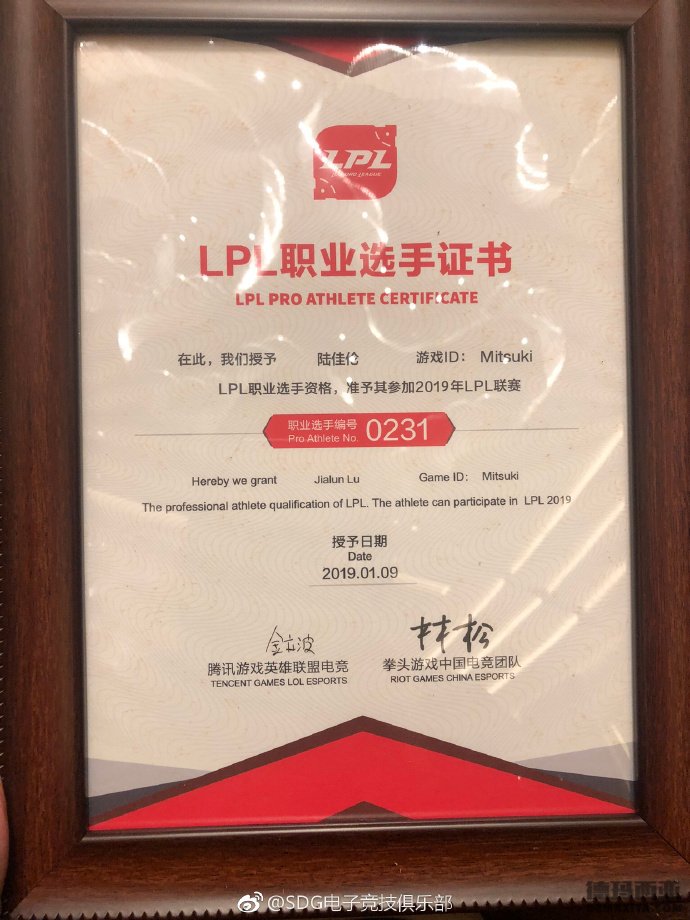 LPL
LPL职业选手证书
LPL PRO ATHLETE CERTIFICATE
在此，我们授予 陆佳伦 游戏ID： Mitsuki
LPL职业选手资格，准予其参加2019年LPL联赛
职业选手编号
Pro Athlete No. 0231
Hereby we grant Jialun Lu Game ID: Mitsuki
The professional athlete qualification of LPL. The athlete can participate in LPL 2019
授予日期
Date
2019.01.09
林松
腾讯游戏英雄联盟电竞
TENCENT GAMES LOL ESPORTS
拳头游戏中国电竞团队
RIOT GAMES CHINA ESPORTS
@SDG电子竞技俱乐部